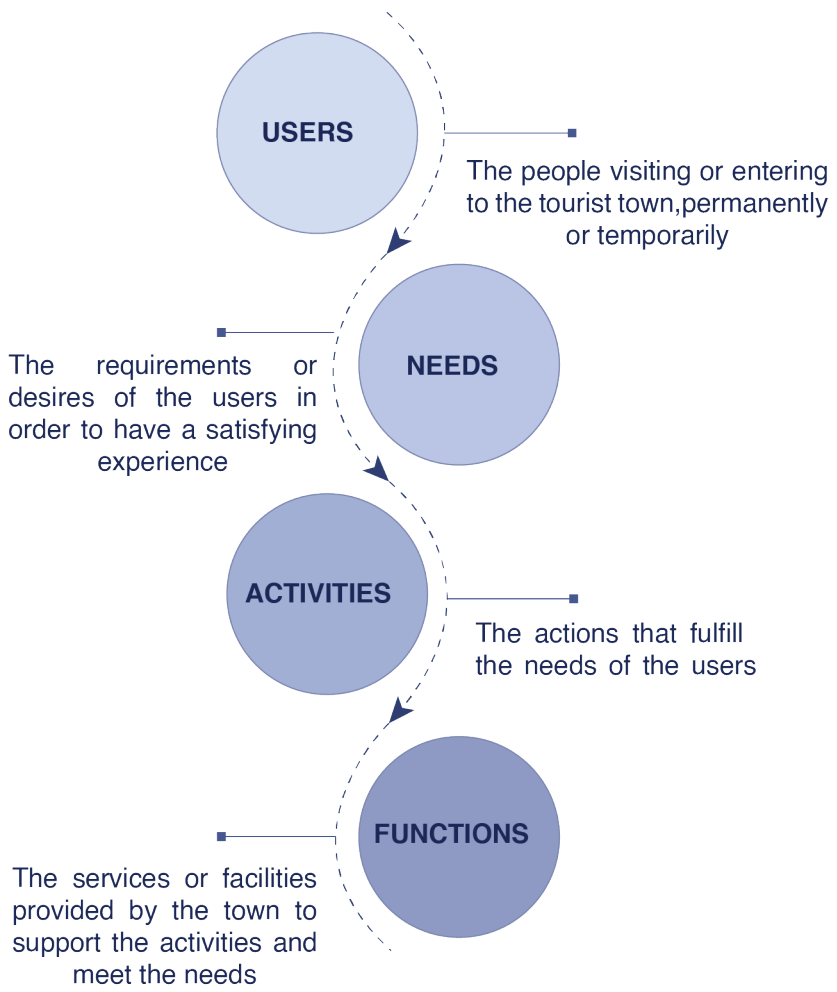 USERS
The people visiting or entering
to the tourist town,permanently
or temporarily
NEEDS
The requirements or
desires of the users in
order to have a satisfying
experience
ACTIVITIES
The actions that fulfill
the needs of the users
FUNCTIONS
The services or facilities
provided by the town to
support the activities and
meet the needs